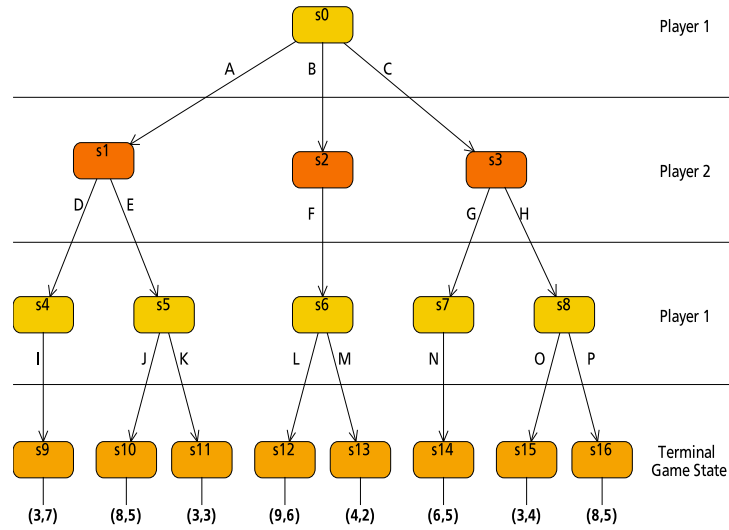 s0
Player 1
A B C
s1 s2 s3
Player 2
D E F G H
s4 s5 s6 s7 s8
Player 1
I J K L M N O P
s9 s10 s11 s12 s13 s14 s15 s16
Terminal
Game State
(3,7) (8,5) (3,3) (9,6) (4,2) (6,5) (3,4) (8,5)